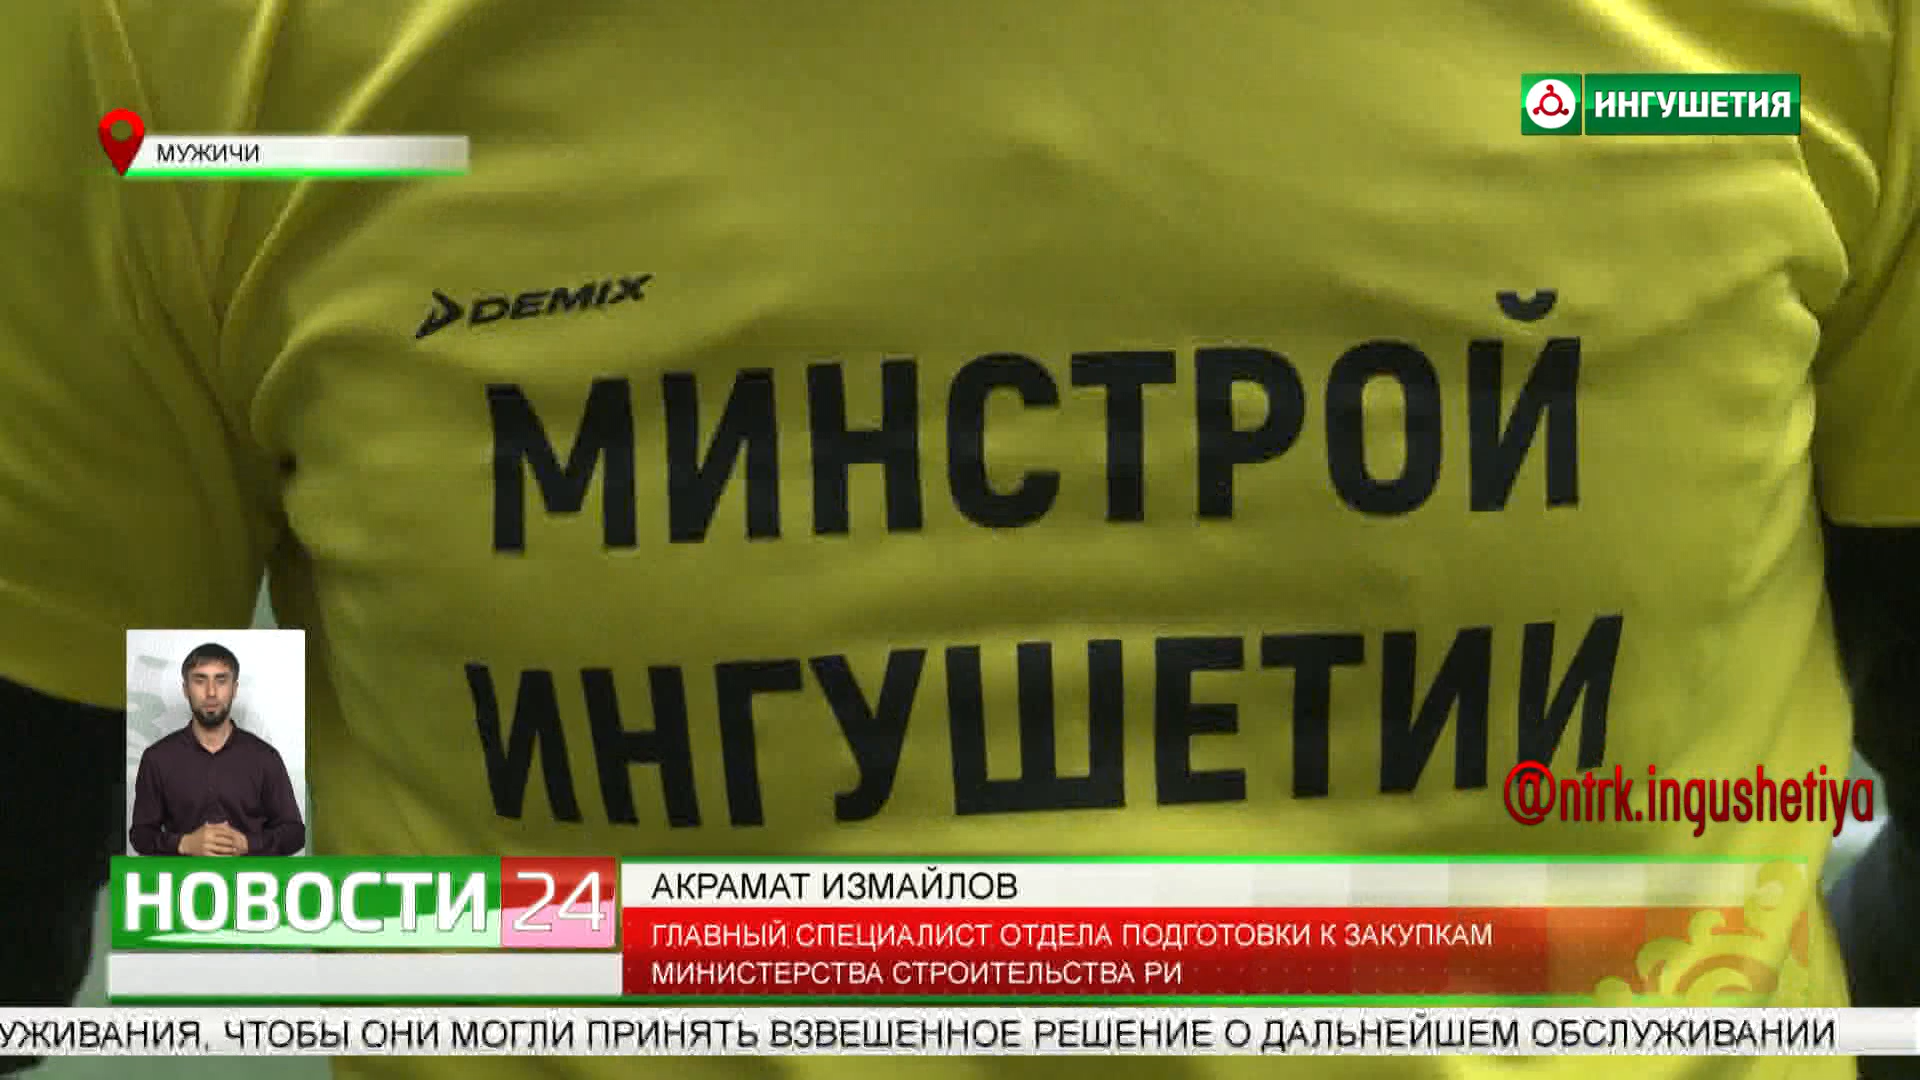 ИНГУШЕТИЯ
МУЖИЧИ
DEMIX
МИНСТРОЙ
ИНГУШЕТИИ
@ntrk.ingushetiya
НОВОСТИ 24
АКРАМАТ ИЗМАЙЛОВ
ГЛАВНЫЙ СПЕЦИАЛИСТ ОТДЕЛА ПОДГОТОВКИ К ЗАКУПКАМ
МИНИСТЕРСТВА СТРОИТЕЛЬСТВА РИ
УЖИВАНИЯ, ЧТОБЫ ОНИ МОГЛИ ПРИНЯТЬ ВЗВЕШЕННОЕ РЕШЕНИЕ О ДАЛЬНЕЙШЕМ ОБСЛУЖИВАНИИ